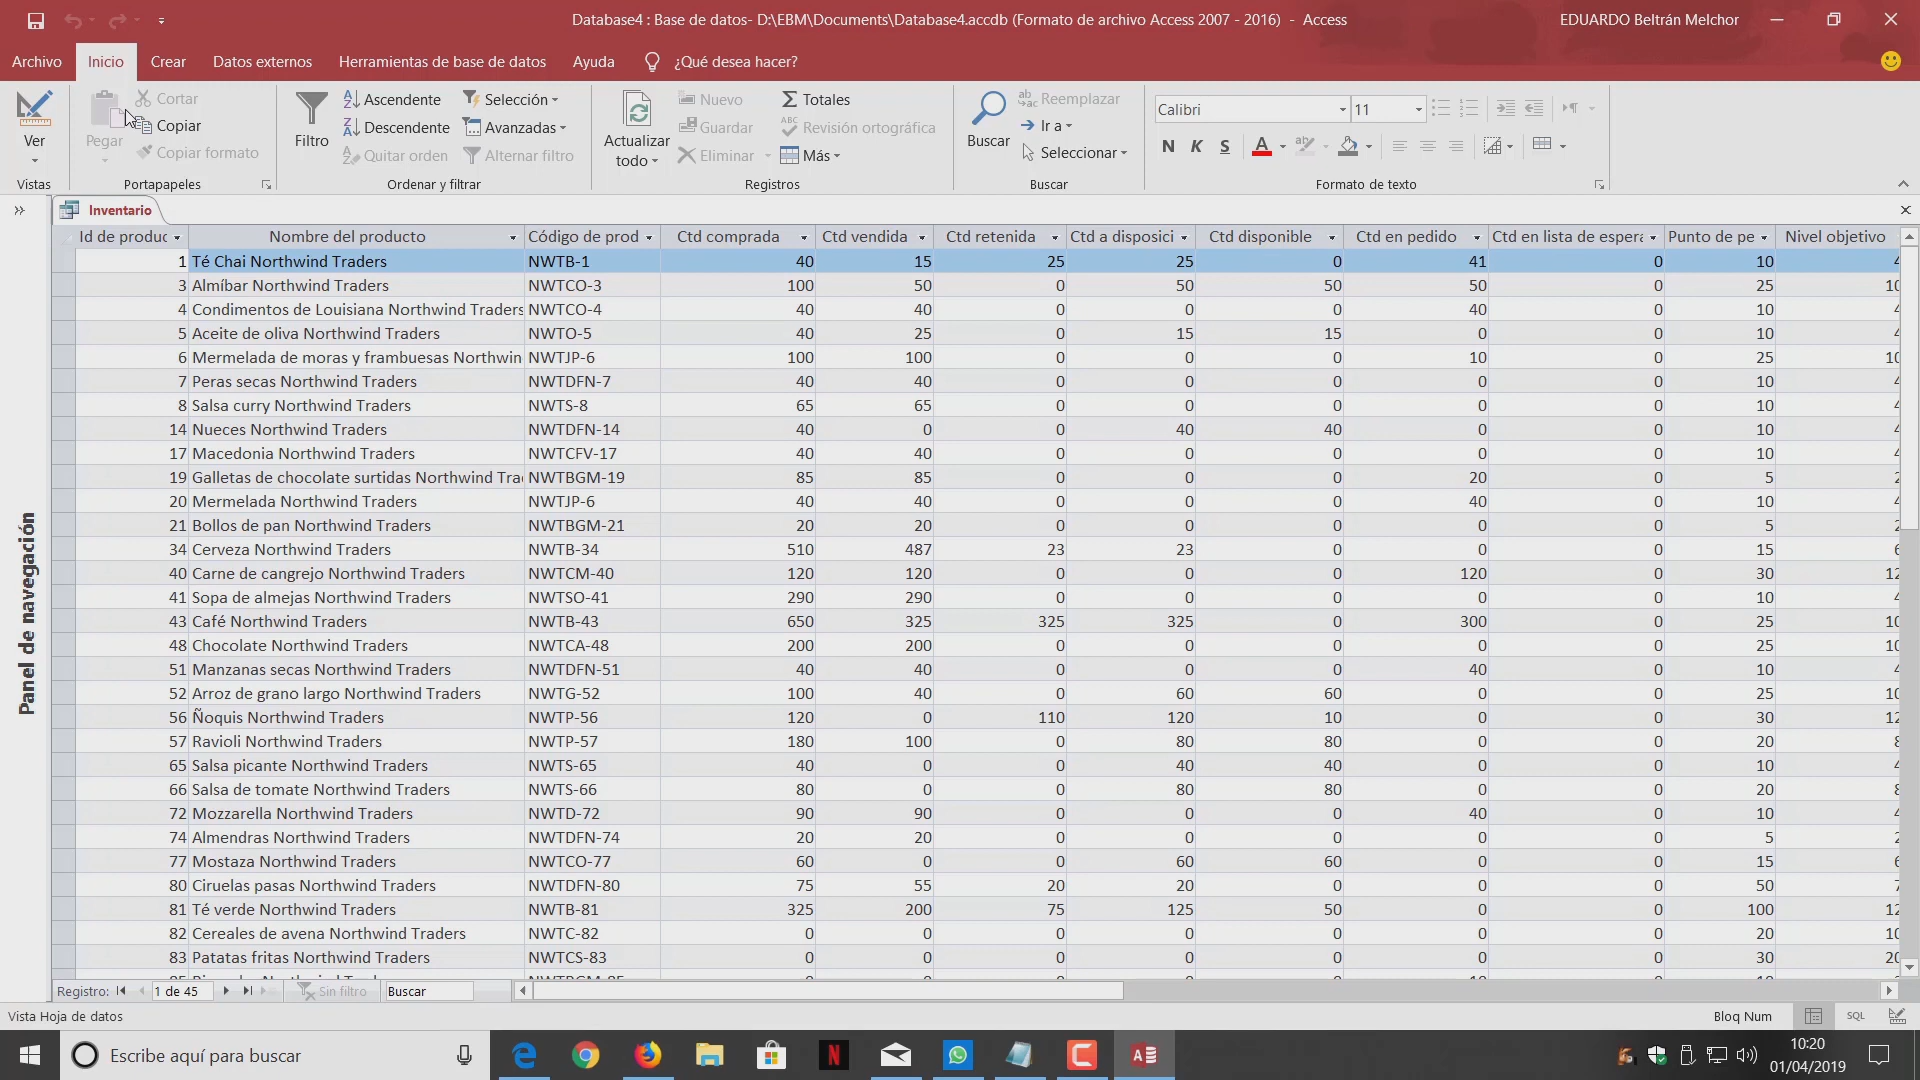 Database4 : Base de datos- D:\EBM\Documents\Database4.accdb (Formato de archivo Access 2007 - 2016)  -  Access
EDUARDO Beltrán Melchor
Archivo Inicio Crear Datos externos Herramientas de base de datos Ayuda ¿Qué desea hacer?
Ver
Vistas
Pegar
Cortar
Copiar
Copiar formato
Portapapeles
Filtro
Ascendente
Descendente
Quitar orden
Selección
Avanzadas
Alternar filtro
Ordenar y filtrar
Actualizar
todo
Nuevo
Guardar
Eliminar
Totales
Revisión ortográfica
Más
Registros
Buscar
Reemplazar
Ir a
Seleccionar
Buscar
Calibri 11
N K S
Formato de texto
Inventario
Panel de navegación
Id de produc Nombre del producto Código de prod Ctd comprada Ctd vendida Ctd retenida Ctd a disposici Ctd disponible Ctd en pedido Ctd en lista de espera Punto de pe Nivel objetivo
1 Té Chai Northwind Traders NWTB-1 40 15 25 25 0 41 0 10
3 Almíbar Northwind Traders NWTCO-3 100 50 0 50 50 50 0 25 10
4 Condimentos de Louisiana Northwind Traders NWTCO-4 40 40 0 0 0 40 0 10
5 Aceite de oliva Northwind Traders NWTO-5 40 25 0 15 15 0 0 10
6 Mermelada de moras y frambuesas Northwin NWTJP-6 100 100 0 0 0 10 0 25 10
7 Peras secas Northwind Traders NWTDFN-7 40 40 0 0 0 0 0 10
8 Salsa curry Northwind Traders NWTS-8 65 65 0 0 0 0 0 10
14 Nueces Northwind Traders NWTDFN-14 40 0 0 40 40 0 0 10
17 Macedonia Northwind Traders NWTCFV-17 40 40 0 0 0 0 0 10
19 Galletas de chocolate surtidas Northwind Tra NWTBGM-19 85 85 0 0 0 20 0 5
20 Mermelada Northwind Traders NWTJP-6 40 40 0 0 0 40 0 10
21 Bollos de pan Northwind Traders NWTBGM-21 20 20 0 0 0 0 0 5
34 Cerveza Northwind Traders NWTB-34 510 487 23 23 0 0 0 15
40 Carne de cangrejo Northwind Traders NWTCM-40 120 120 0 0 0 120 0 30 12
41 Sopa de almejas Northwind Traders NWTSO-41 290 290 0 0 0 0 0 10
43 Café Northwind Traders NWTB-43 650 325 325 325 0 300 0 25 10
48 Chocolate Northwind Traders NWTCA-48 200 200 0 0 0 0 0 25 10
51 Manzanas secas Northwind Traders NWTDFN-51 40 40 0 0 0 40 0 10
52 Arroz de grano largo Northwind Traders NWTG-52 100 40 0 60 60 0 0 25 10
56 Ñoquis Northwind Traders NWTP-56 120 0 110 120 10 0 0 30 12
57 Ravioli Northwind Traders NWTP-57 180 100 0 80 80 0 0 20
65 Salsa picante Northwind Traders NWTS-65 40 0 0 40 40 0 0 10
66 Salsa de tomate Northwind Traders NWTS-66 80 0 0 80 80 0 0 20
72 Mozzarella Northwind Traders NWTD-72 90 90 0 0 0 40 0 10
74 Almendras Northwind Traders NWTDFN-74 20 20 0 0 0 0 0 5
77 Mostaza Northwind Traders NWTCO-77 60 0 0 60 60 0 0 15
80 Ciruelas pasas Northwind Traders NWTDFN-80 75 55 20 20 0 0 0 50
81 Té verde Northwind Traders NWTB-81 325 200 75 125 50 0 0 100 12
82 Cereales de avena Northwind Traders NWTC-82 0 0 0 0 0 0 0 20 10
83 Patatas fritas Northwind Traders NWTCS-83 0 0 0 0 0 0 0 30 20
Registro: 1 de 45 Sin filtro Buscar
Vista Hoja de datos Bloq Num SQL
Escribe aquí para buscar
10:20
01/04/2019